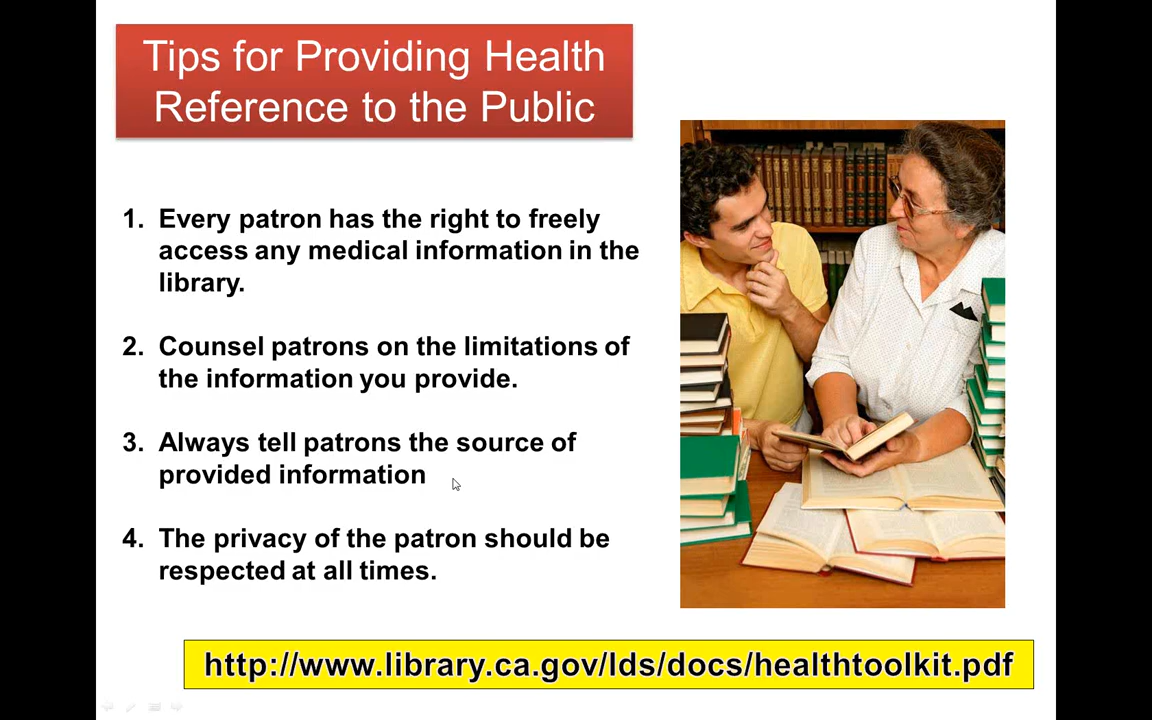 Tips for Providing Health
Reference to the Public
1. Every patron has the right to freely
access any medical information in the
library.
2. Counsel patrons on the limitations of
the information you provide.
3. Always tell patrons the source of
provided information
4. The privacy of the patron should be
respected at all times.
http://www.library.ca.gov/lds/docs/healthtoolkit.pdf